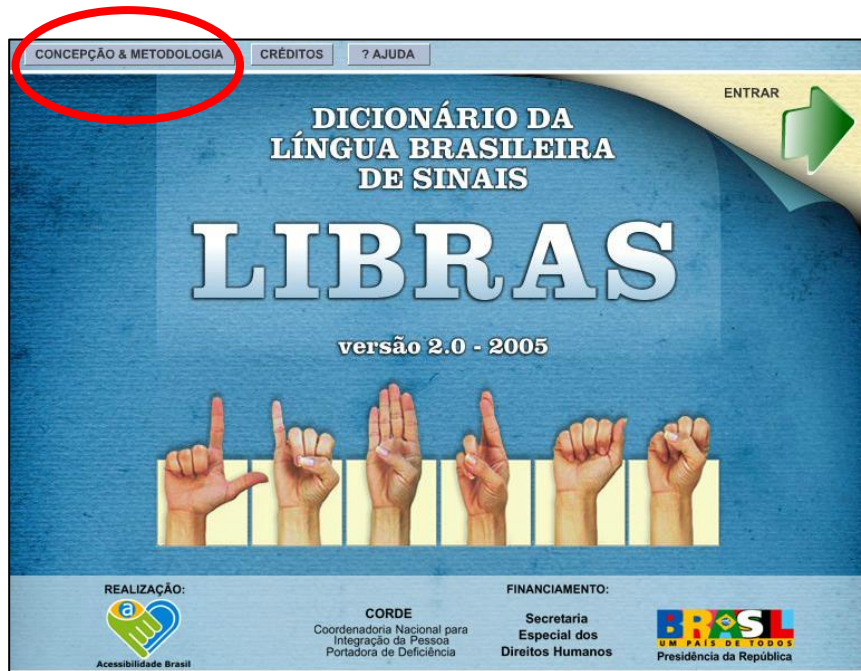 CONCEPÇÃO & METODOLOGIA
CRÉDITOS
? AJUDA
ENTRAR
DICIONÁRIO DA
LÍNGUA BRASILEIRA
DE SINAIS
LIBRAS
versão 2.0 - 2005
REALIZAÇÃO:
a
Acessibilidade Brasil
CORDE
Coordenadoria Nacional para
Integração da Pessoa
Portadora de Deficiência
FINANCIAMENTO:
Secretaria
Especial dos
Direitos Humanos
BRASIL
UM PAÍS DE TODOS
Presidência da República